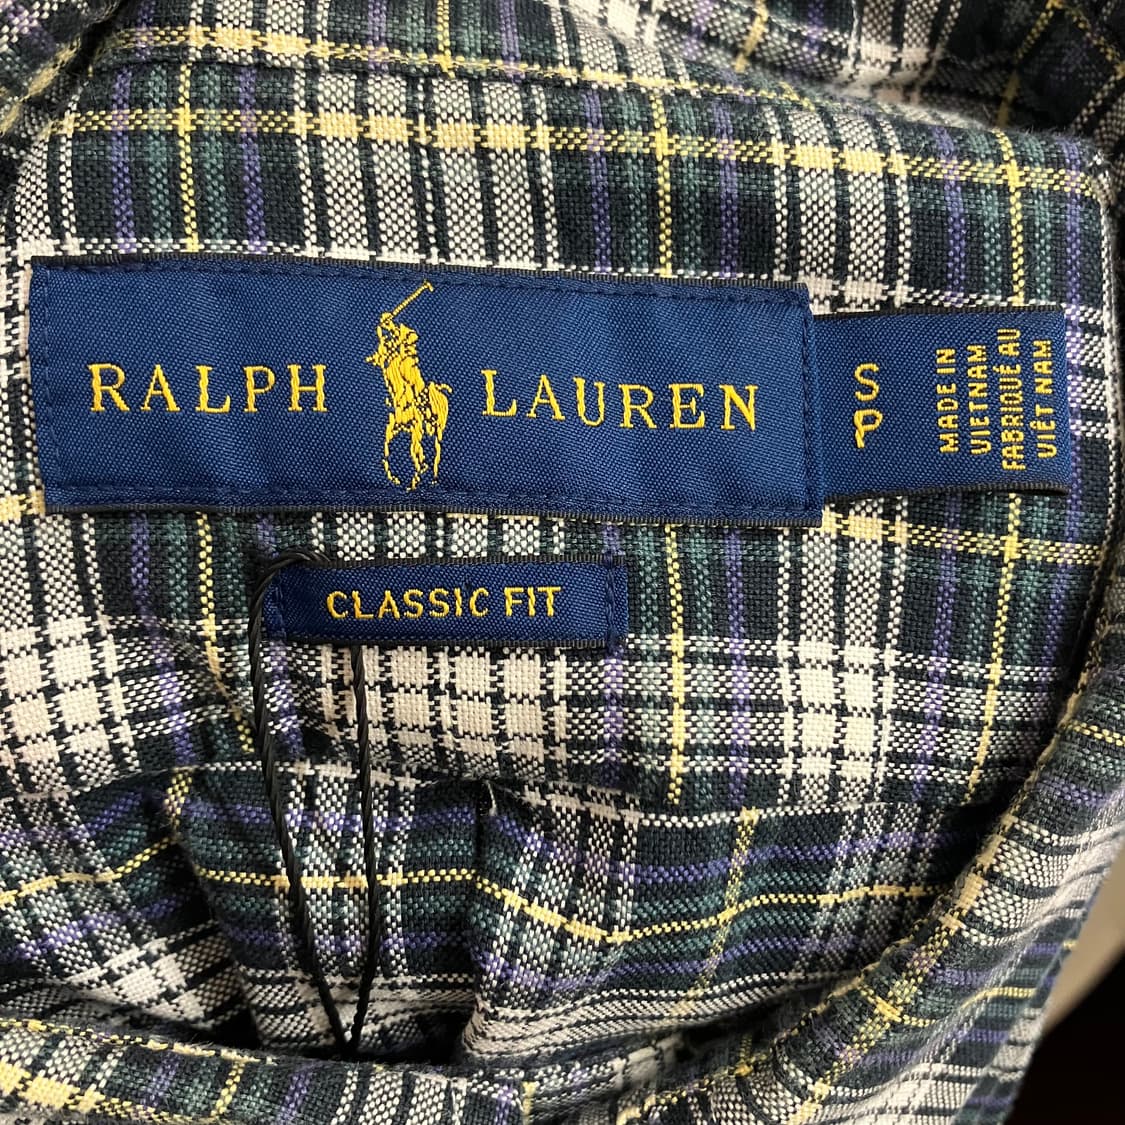 RALPH LAUREN
S
P
MADE IN
VIETNAM
FABRIQUÉ AU
VIÊT NAM
CLASSIC FIT